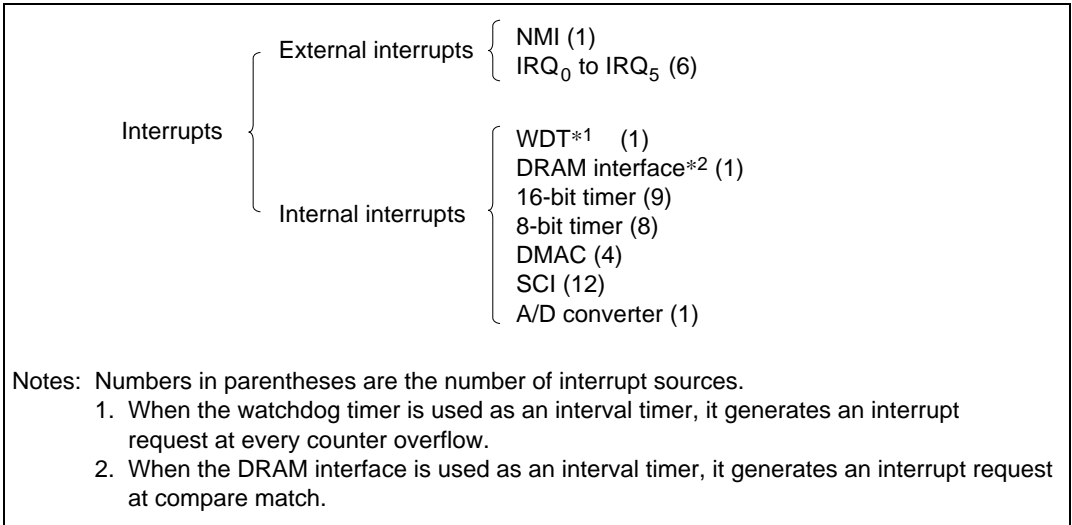 External interrupts
NMI (1)
IRQ0 to IRQ5 (6)
Interrupts
Internal interrupts
WDT*1 (1)
DRAM interface*2 (1)
16-bit timer (9)
8-bit timer (8)
DMAC (4)
SCI (12)
A/D converter (1)
Notes: Numbers in parentheses are the number of interrupt sources.
1. When the watchdog timer is used as an interval timer, it generates an interrupt
request at every counter overflow.
2. When the DRAM interface is used as an interval timer, it generates an interrupt request
at compare match.